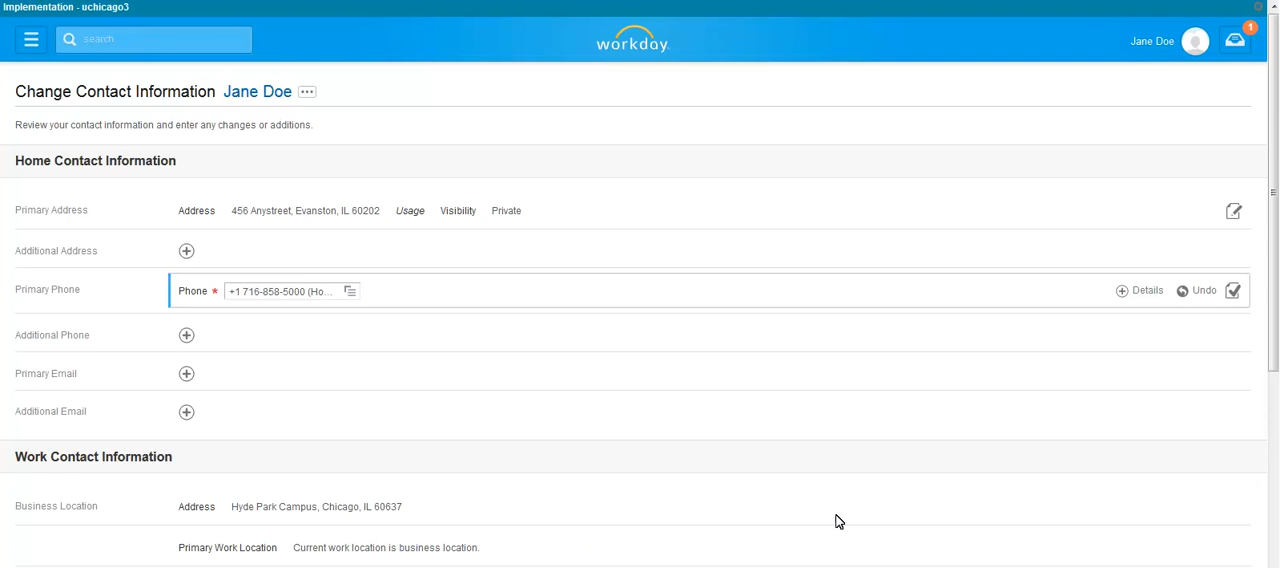 Implementation - uchicago3
search
workday.
Jane Doe
1
Change Contact Information Jane Doe
Review your contact information and enter any changes or additions.
Home Contact Information
Primary Address Address 456 Anystreet, Evanston, IL 60202 Usage Visibility Private
Additional Address
Primary Phone Phone * +1 716-858-5000 (Ho... Details Undo
Additional Phone
Primary Email
Additional Email
Work Contact Information
Business Location Address Hyde Park Campus, Chicago, IL 60637
Primary Work Location Current work location is business location.